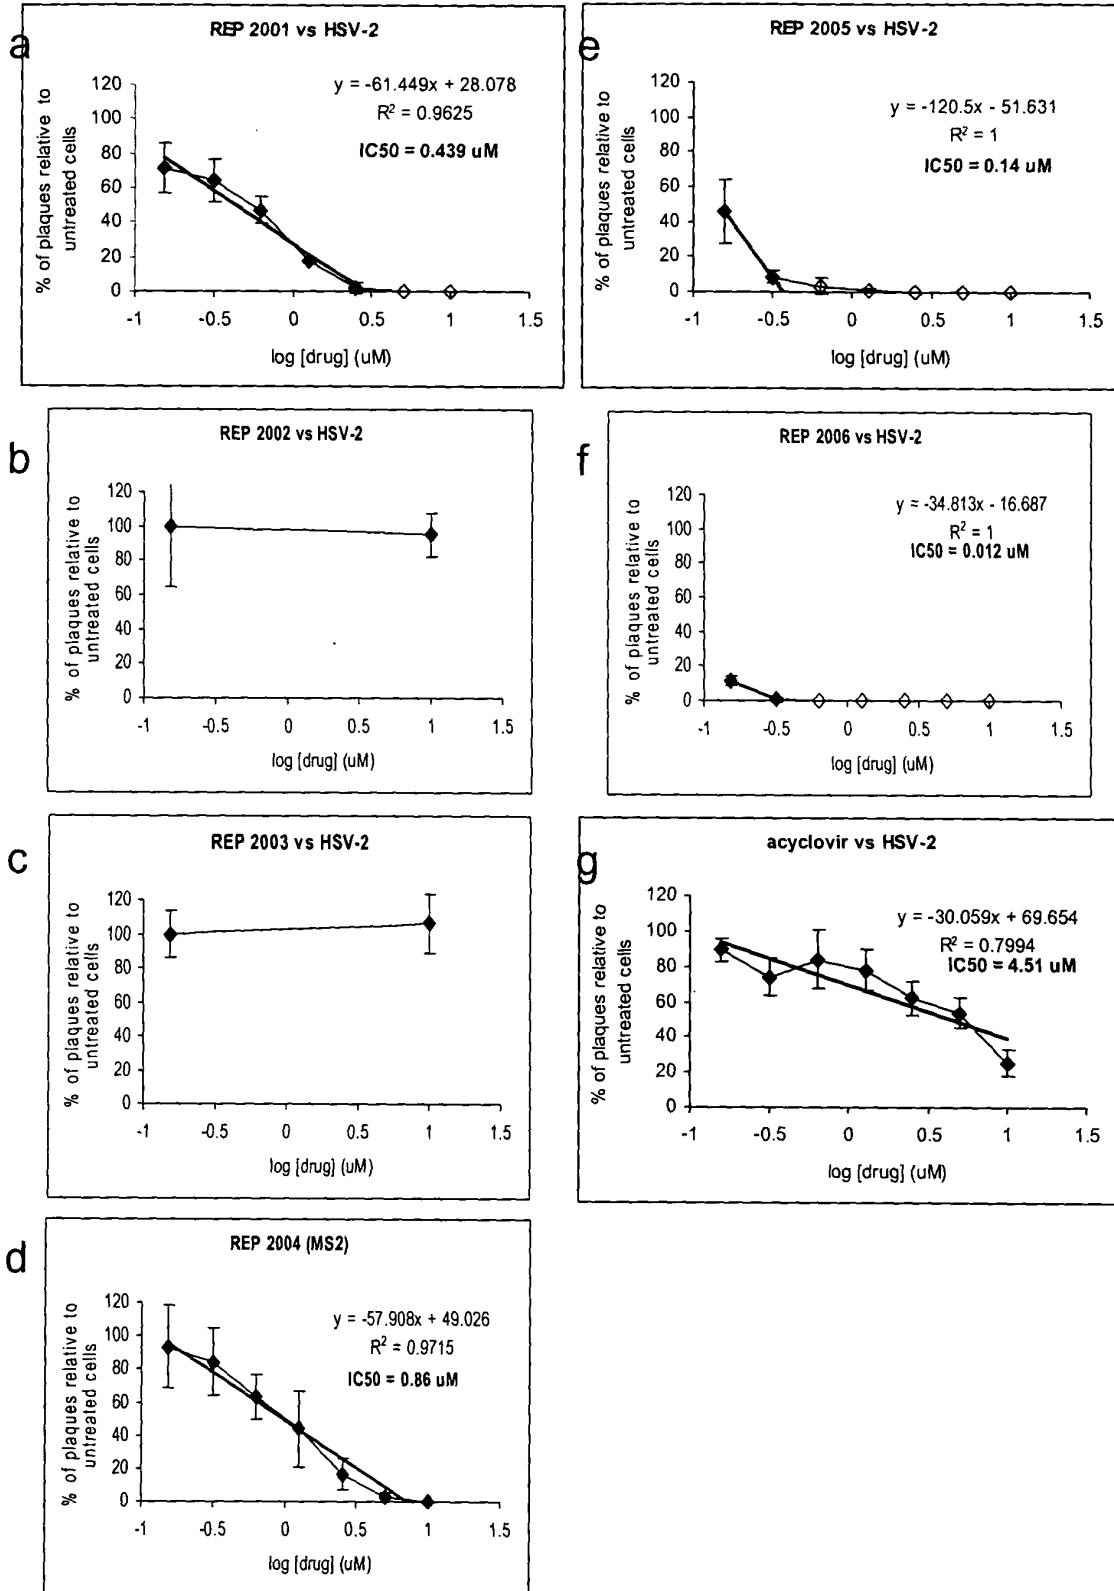 a
REP 2001 vs HSV-2
% of plaques relative to
untreated cells
120
100
80
60
40
20
0
y = -61.449x + 28.078
R² = 0.9625
IC50 = 0.439 uM
-1 -0.5 0 0.5 1 1.5
log [drug] (uM)
b
REP 2002 vs HSV-2
% of plaques relative to
untreated cells
120
100
80
60
40
20
0
-1 -0.5 0 0.5 1 1.5
log [drug] (uM)
c
REP 2003 vs HSV-2
% of plaques relative to
untreated cells
120
100
80
60
40
20
0
-1 -0.5 0 0.5 1 1.5
log [drug] (uM)
d
REP 2004 (MS2)
% of plaques relative to
untreated cells
120
100
80
60
40
20
0
y = -57.908x + 49.026
R² = 0.9715
IC50 = 0.86 uM
-1 -0.5 0 0.5 1 1.5
log [drug] (uM)
e
REP 2005 vs HSV-2
% of plaques relative to
untreated cells
120
100
80
60
40
20
0
y = -120.5x - 51.631
R² = 1
IC50 = 0.14 uM
-1 -0.5 0 0.5 1 1.5
log [drug] (uM)
f
REP 2006 vs HSV-2
% of plaques relative to
untreated cells
120
100
80
60
40
20
0
y = -34.813x - 16.687
R² = 1
IC50 = 0.012 uM
-1 -0.5 0 0.5 1 1.5
log [drug] (uM)
g
acyclovir vs HSV-2
% of plaques relative to
untreated cells
120
100
80
60
40
20
0
y = -30.059x + 69.654
R² = 0.7994
IC50 = 4.51 uM
-1 -0.5 0 0.5 1 1.5
log [drug] (uM)